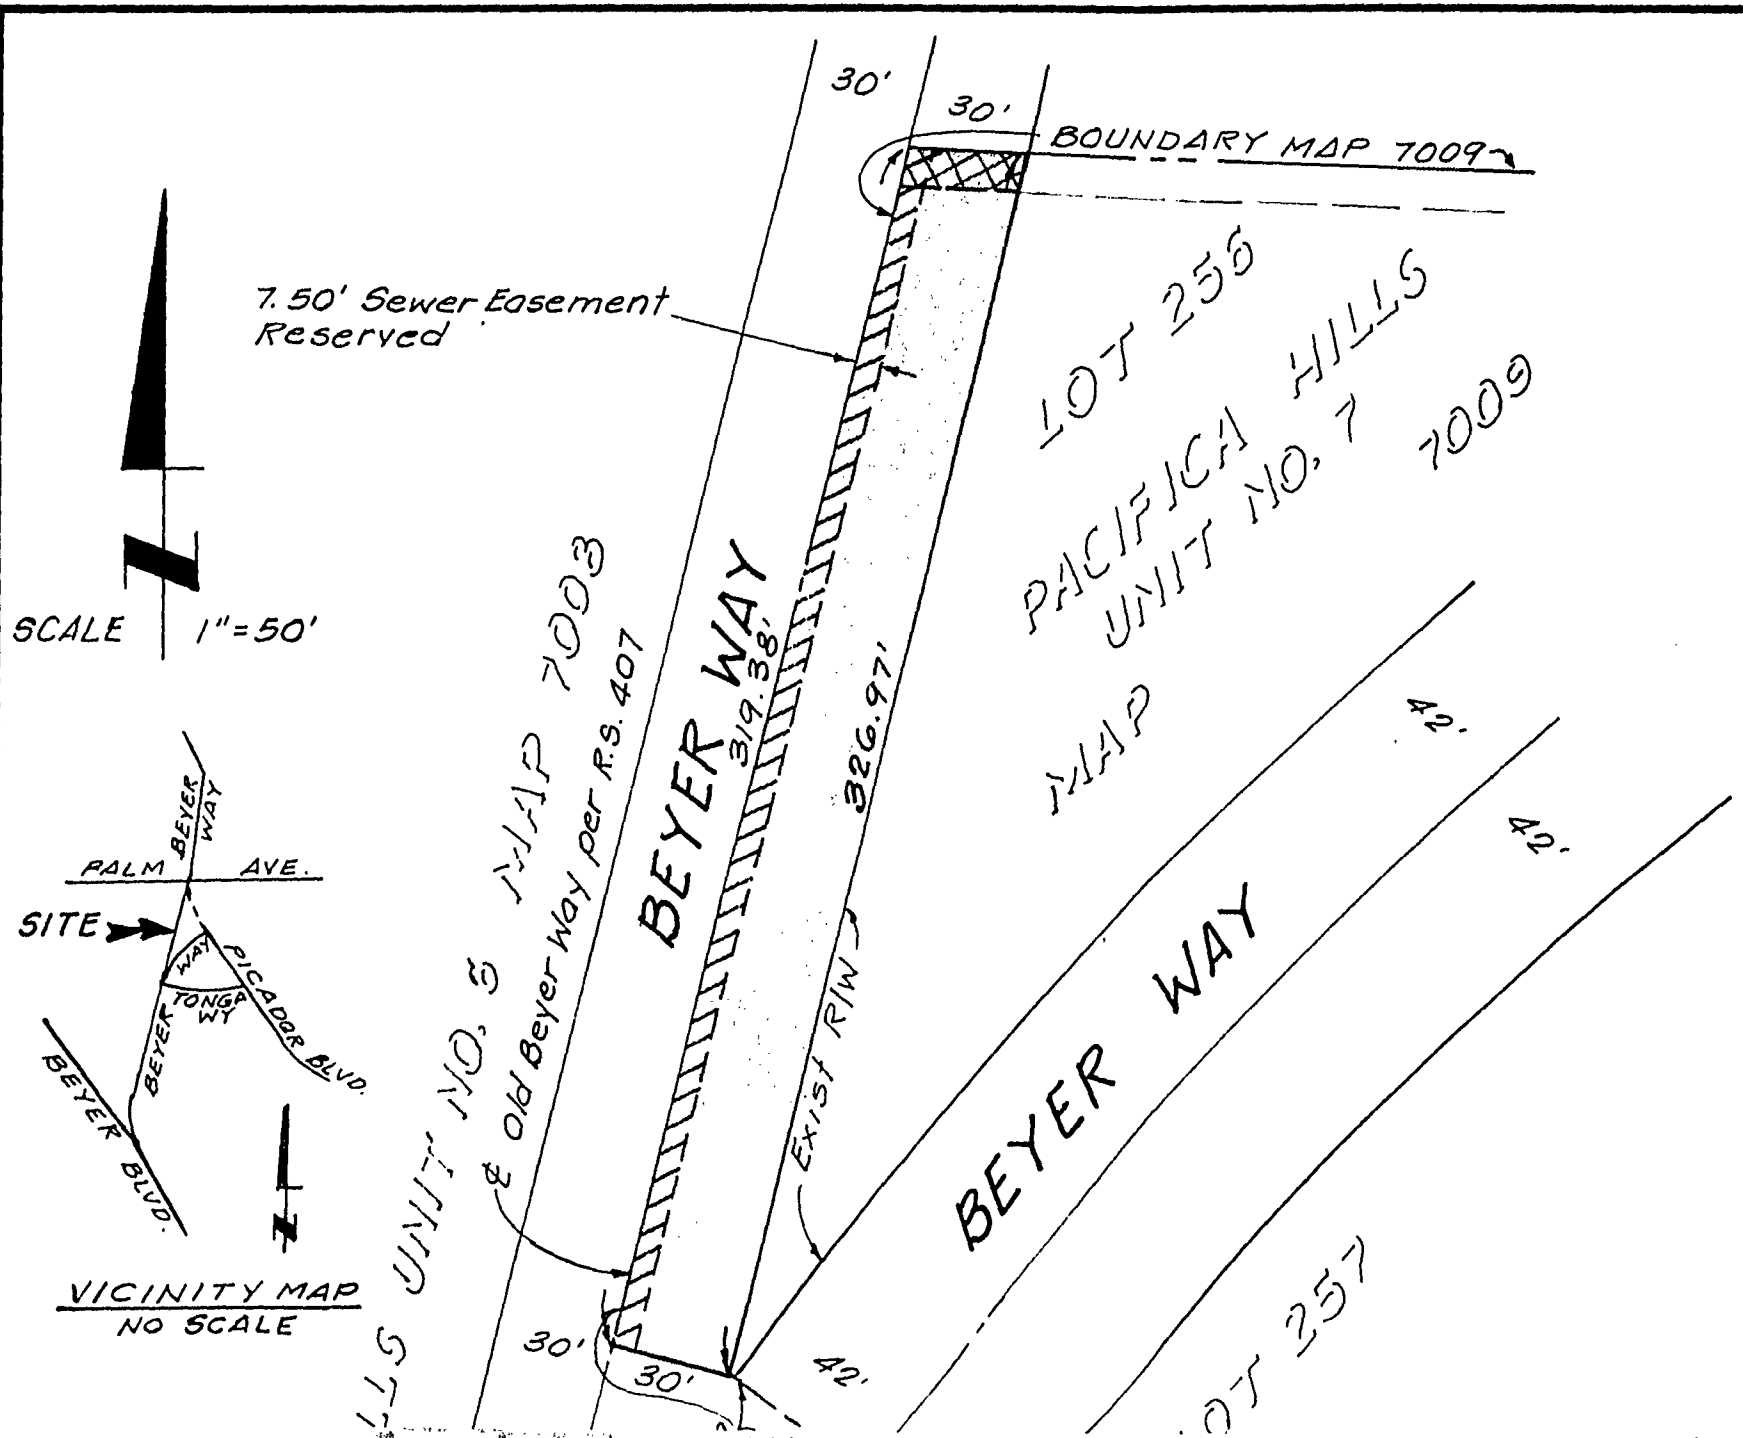 30'
30'
BOUNDARY MAP 7009
7.50' Sewer Easement
Reserved
LOT 256
PACIFICA HILLS
UNIT NO. 7
MAP 7009
N
SCALE 1"=50'
BEYER WAY
319.38'
326.97'
UNIT NO. 3 MAP 7003
℄ Old Beyer Way per R.S. 407
Exist R/W
42'
42'
BEYER WAY
BEYER
WAY
PALM AVE.
SITE
WAY
TONGA
WY
PICADOR BLVD.
BEYER
BEYER BLVD.
N
VICINITY MAP
NO SCALE
30'
30'
42'
LOT 257